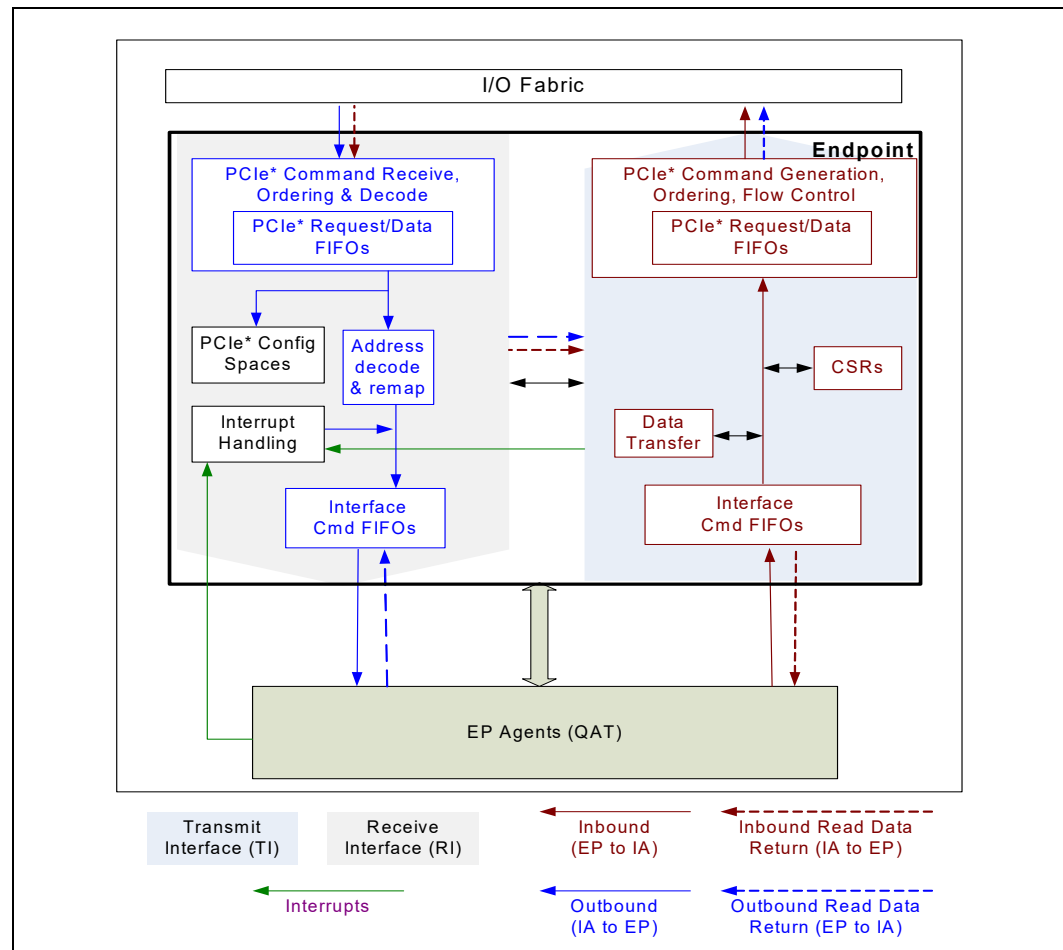 I/O Fabric
Endpoint
PCIe* Command Receive,
Ordering & Decode
PCIe* Request/Data
FIFOs
PCIe* Command Generation,
Ordering, Flow Control
PCIe* Request/Data
FIFOs
PCIe* Config
Spaces
Address
decode
& remap
CSRs
Interrupt
Handling
Data
Transfer
Interface
Cmd FIFOs
Interface
Cmd FIFOs
EP Agents (QAT)
Transmit
Interface (TI)
Receive
Interface (RI)
Inbound
(EP to IA)
Inbound Read Data
Return (IA to EP)
Interrupts
Outbound
(IA to EP)
Outbound Read Data
Return (EP to IA)